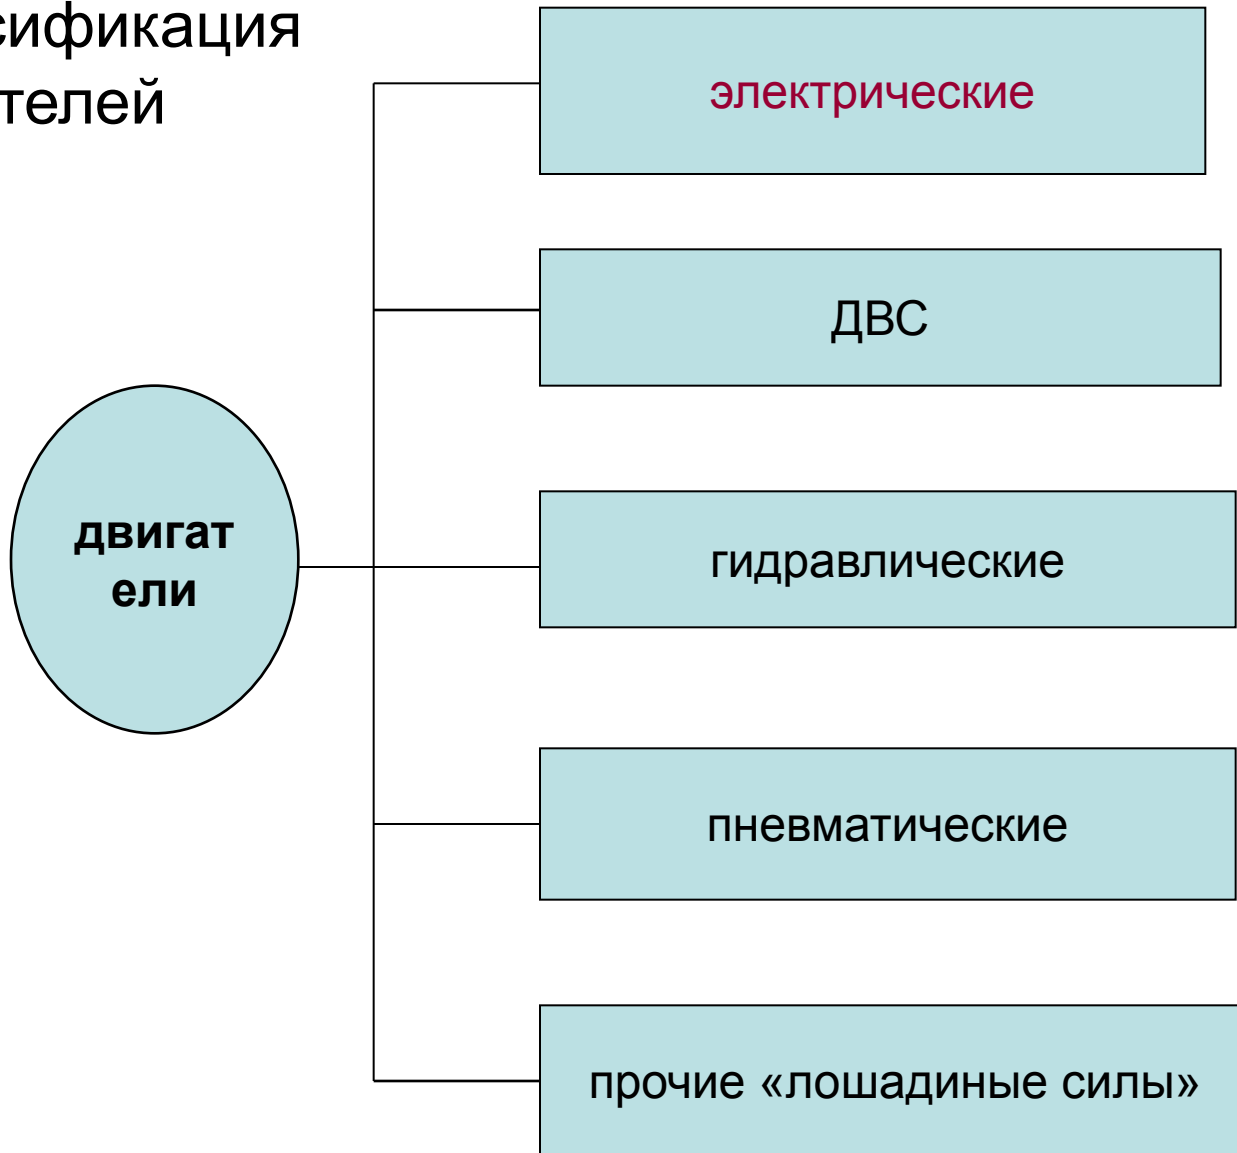 сификация
телей
электрические
ДВС
двигат
ели
гидравлические
пневматические
прочие «лошадиные силы»